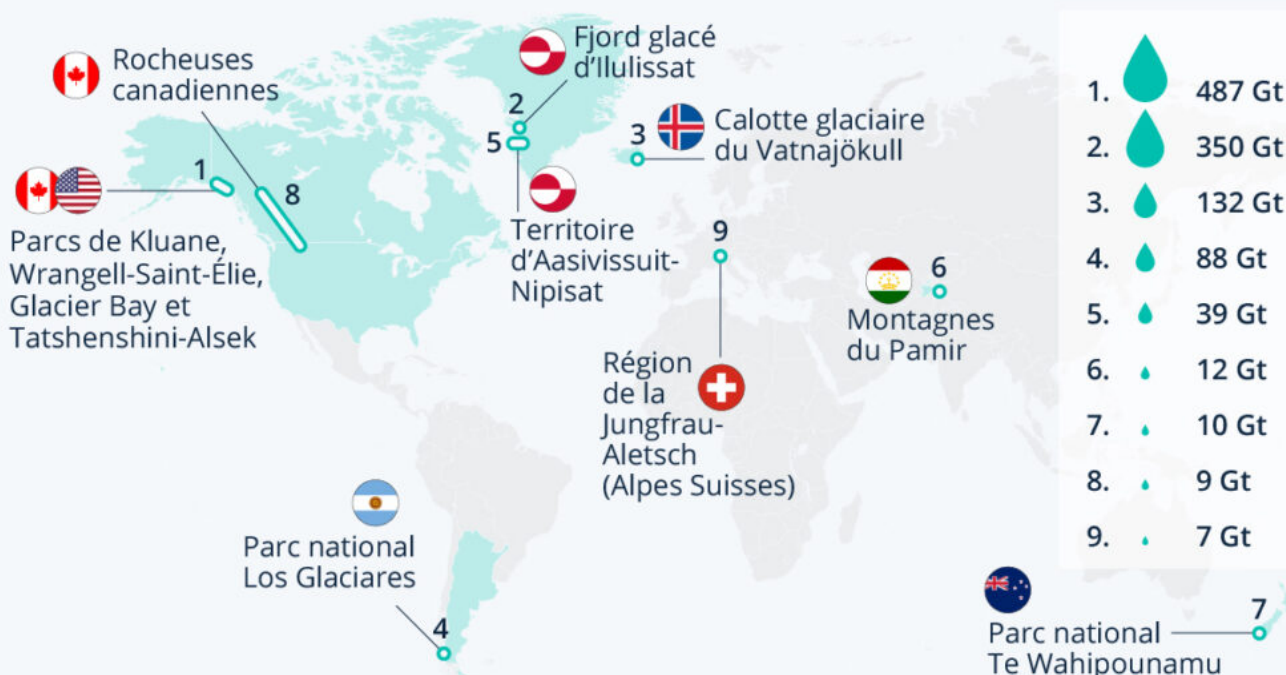 Rocheuses
canadiennes
Fjord glacé
d'Ilulissat
2
5
3
Calotte glaciaire
du Vatnajökull
1
8
Parcs de Kluane,
Wrangell-Saint-Élie,
Glacier Bay et
Tatshenshini-Alsek
Territoire
d'Aasivissuit-
Nipisat
9
6
Montagnes
du Pamir
Région
de la
Jungfrau-
Aletsch
(Alpes Suisses)
Parc national
Los Glaciares
4
7
Parc national
Te Wahipounamu
1. 487 Gt
2. 350 Gt
3. 132 Gt
4. 88 Gt
5. 39 Gt
6. 12 Gt
7. 10 Gt
8. 9 Gt
9. 7 Gt